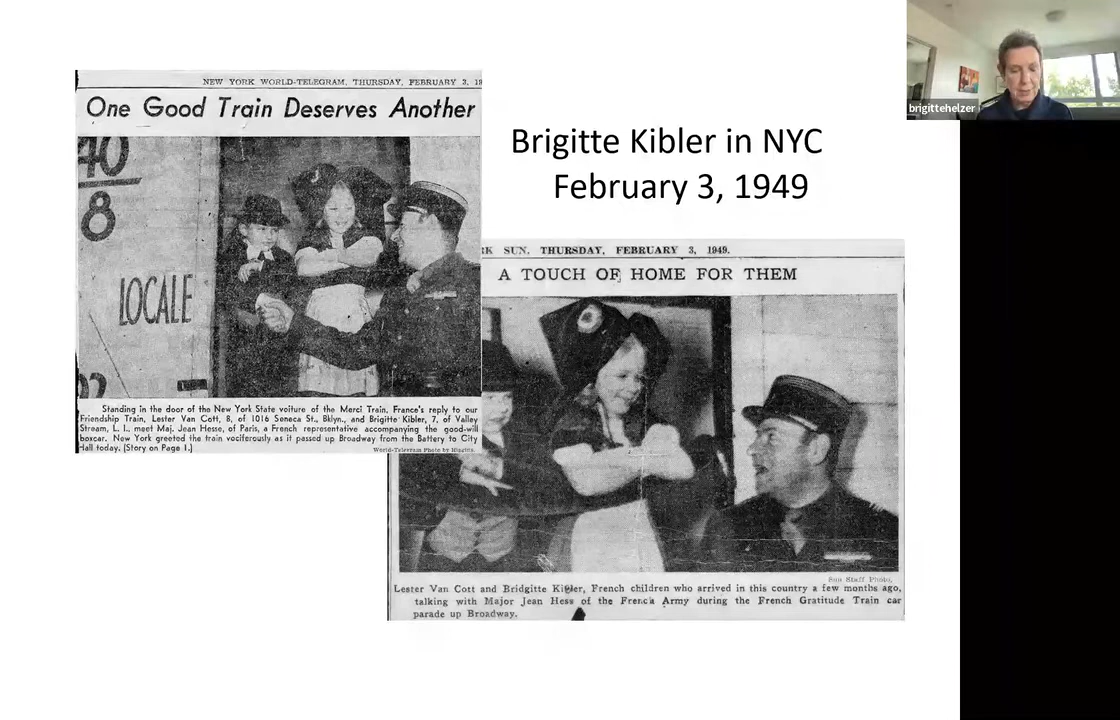 brigittehelzer
Brigitte Kibler in NYC
February 3, 1949
NEW YORK WORLD-TELEGRAM, THURSDAY, FEBRUARY 3, 19
One Good Train Deserves Another
40
8
LOCALE
Standing in the door of the New York State voiture of the Merci Train, France's reply to our
Friendship Train, Lester Van Cott, 8, of 1016 Seneca St., Bklyn., and Brigitte Kibler, 7, of Valley
Stream, L. I., meet Maj. Jean Hesse, of Paris, a French representative accompanying the good-will
boxcar. New York greeted the train vociferously as it passed up Broadway from the Battery to City
Hall today. (Story on Page 1.)
World-Telegram Photo by Higgins.
RK SUN, THURSDAY, FEBRUARY 3, 1949.
A TOUCH OF HOME FOR THEM
Sun Staff Photo.
Lester Van Cott and Bridgitte Kibler, French children who arrived in this country a few months ago,
talking with Major Jean Hess of the French Army during the French Gratitude Train car
parade up Broadway.